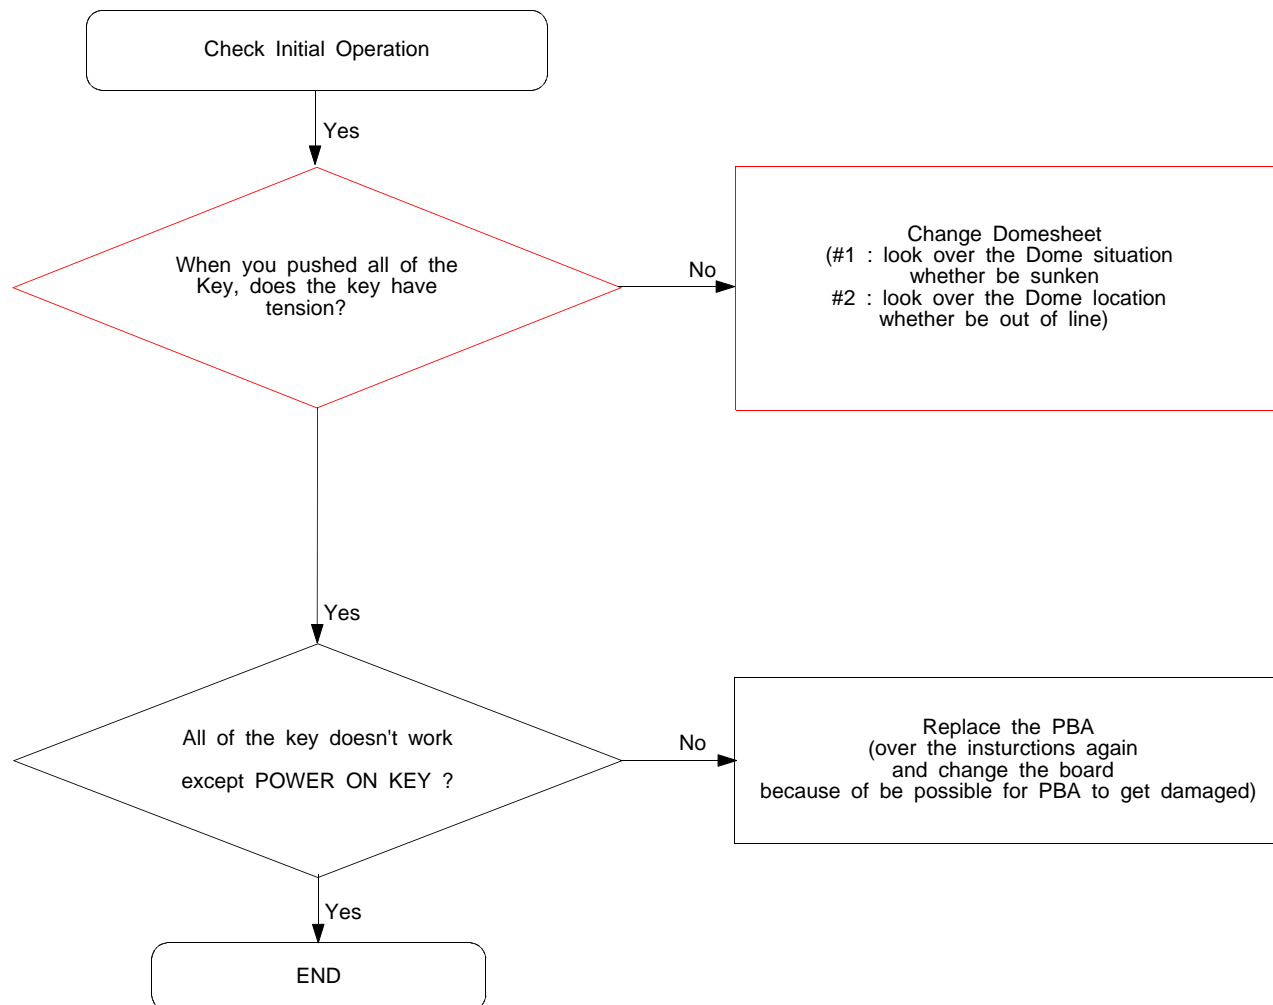 Check Initial Operation
Yes
When you pushed all of the
Key, does the key have
tension?
No
Change Domesheet
(#1 : look over the Dome situation
whether be sunken
#2 : look over the Dome location
whether be out of line)
Yes
All of the key doesn't work
except POWER ON KEY ?
No
Replace the PBA
(over the insturctions again
and change the board
because of be possible for PBA to get damaged)
Yes
END